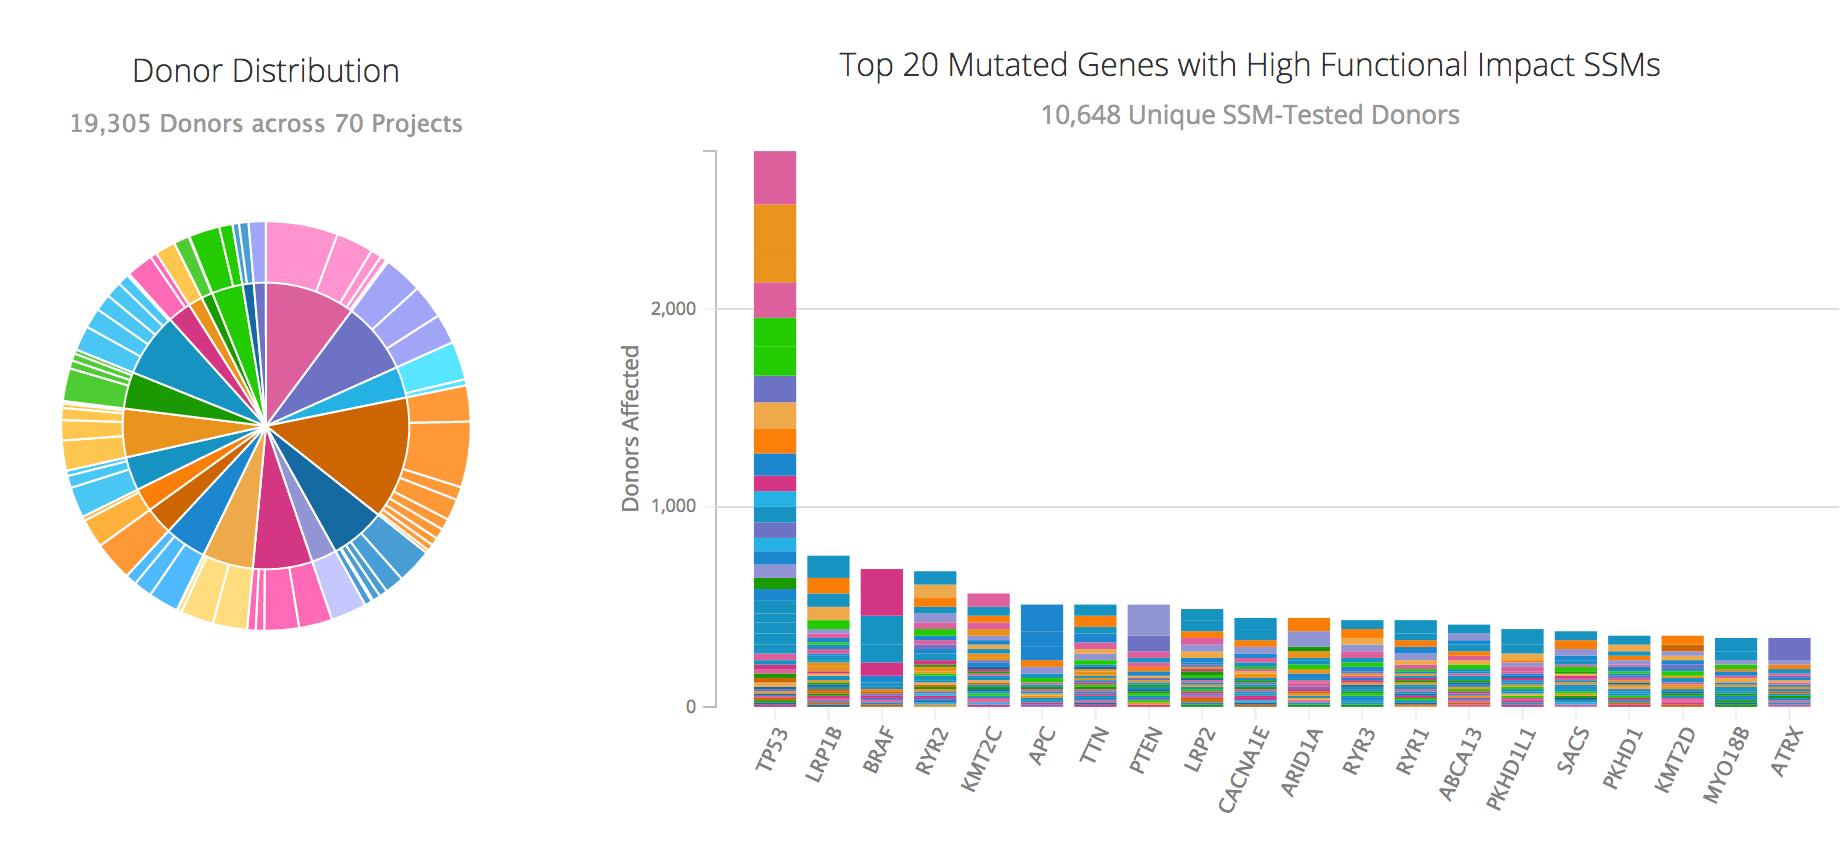 Donor Distribution
19,305 Donors across 70 Projects
Top 20 Mutated Genes with High Functional Impact SSMs
10,648 Unique SSM-Tested Donors
Donors Affected
2,000
1,000
0
TP53
LRP1B
BRAF
RYR2
KMT2C
APC
TTN
PTEN
LRP2
CACNA1E
ARID1A
RYR3
RYR1
ABCA13
PKHD1L1
SACS
PKHD1
KMT2D
MYO18B
ATRX